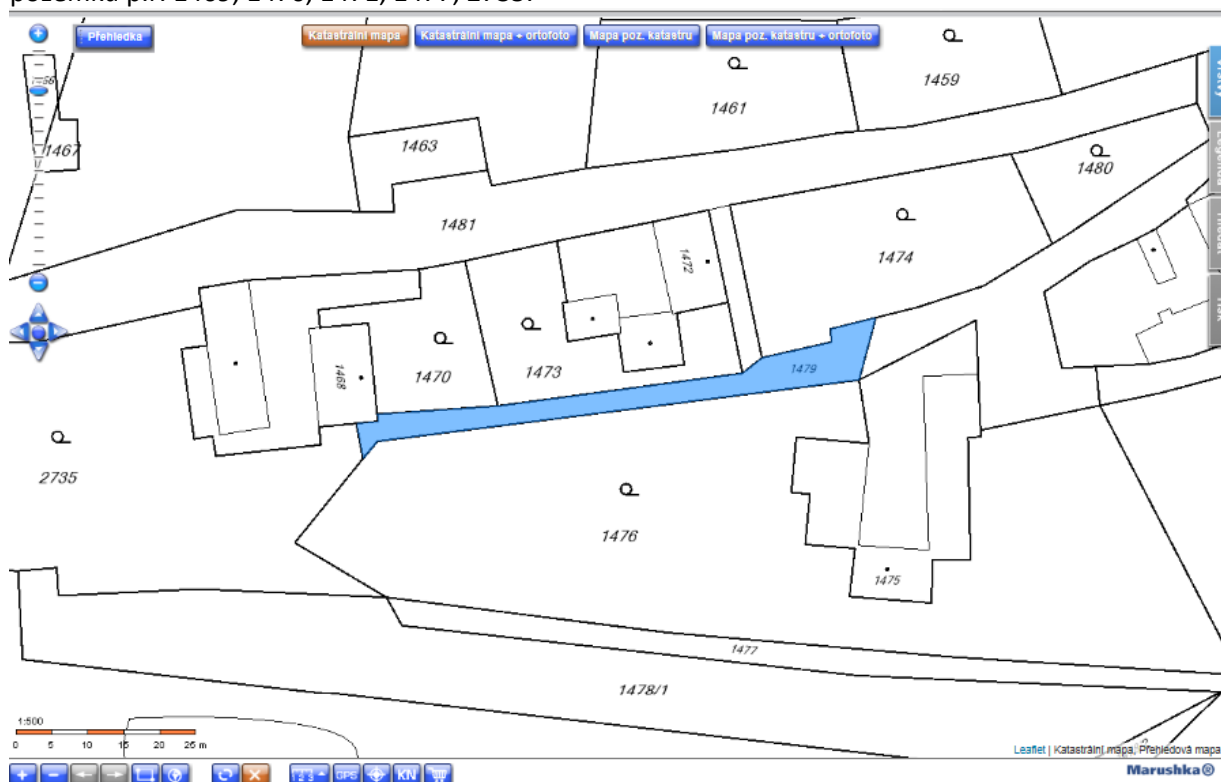 Přehledka
Katastrální mapa
Katastrální mapa + ortofoto
Mapa poz. katastru
Mapa poz. katastru + ortofoto
1459
1461
1467
1463
1480
1481
1472
1474
1468
1470
1473
1479
2735
1476
1475
1477
1478/1
1:500
0 5 10 15 20 25 m
Leaflet | Katastrální mapa, Přehledová mapa
GPS
KN
Marushka®